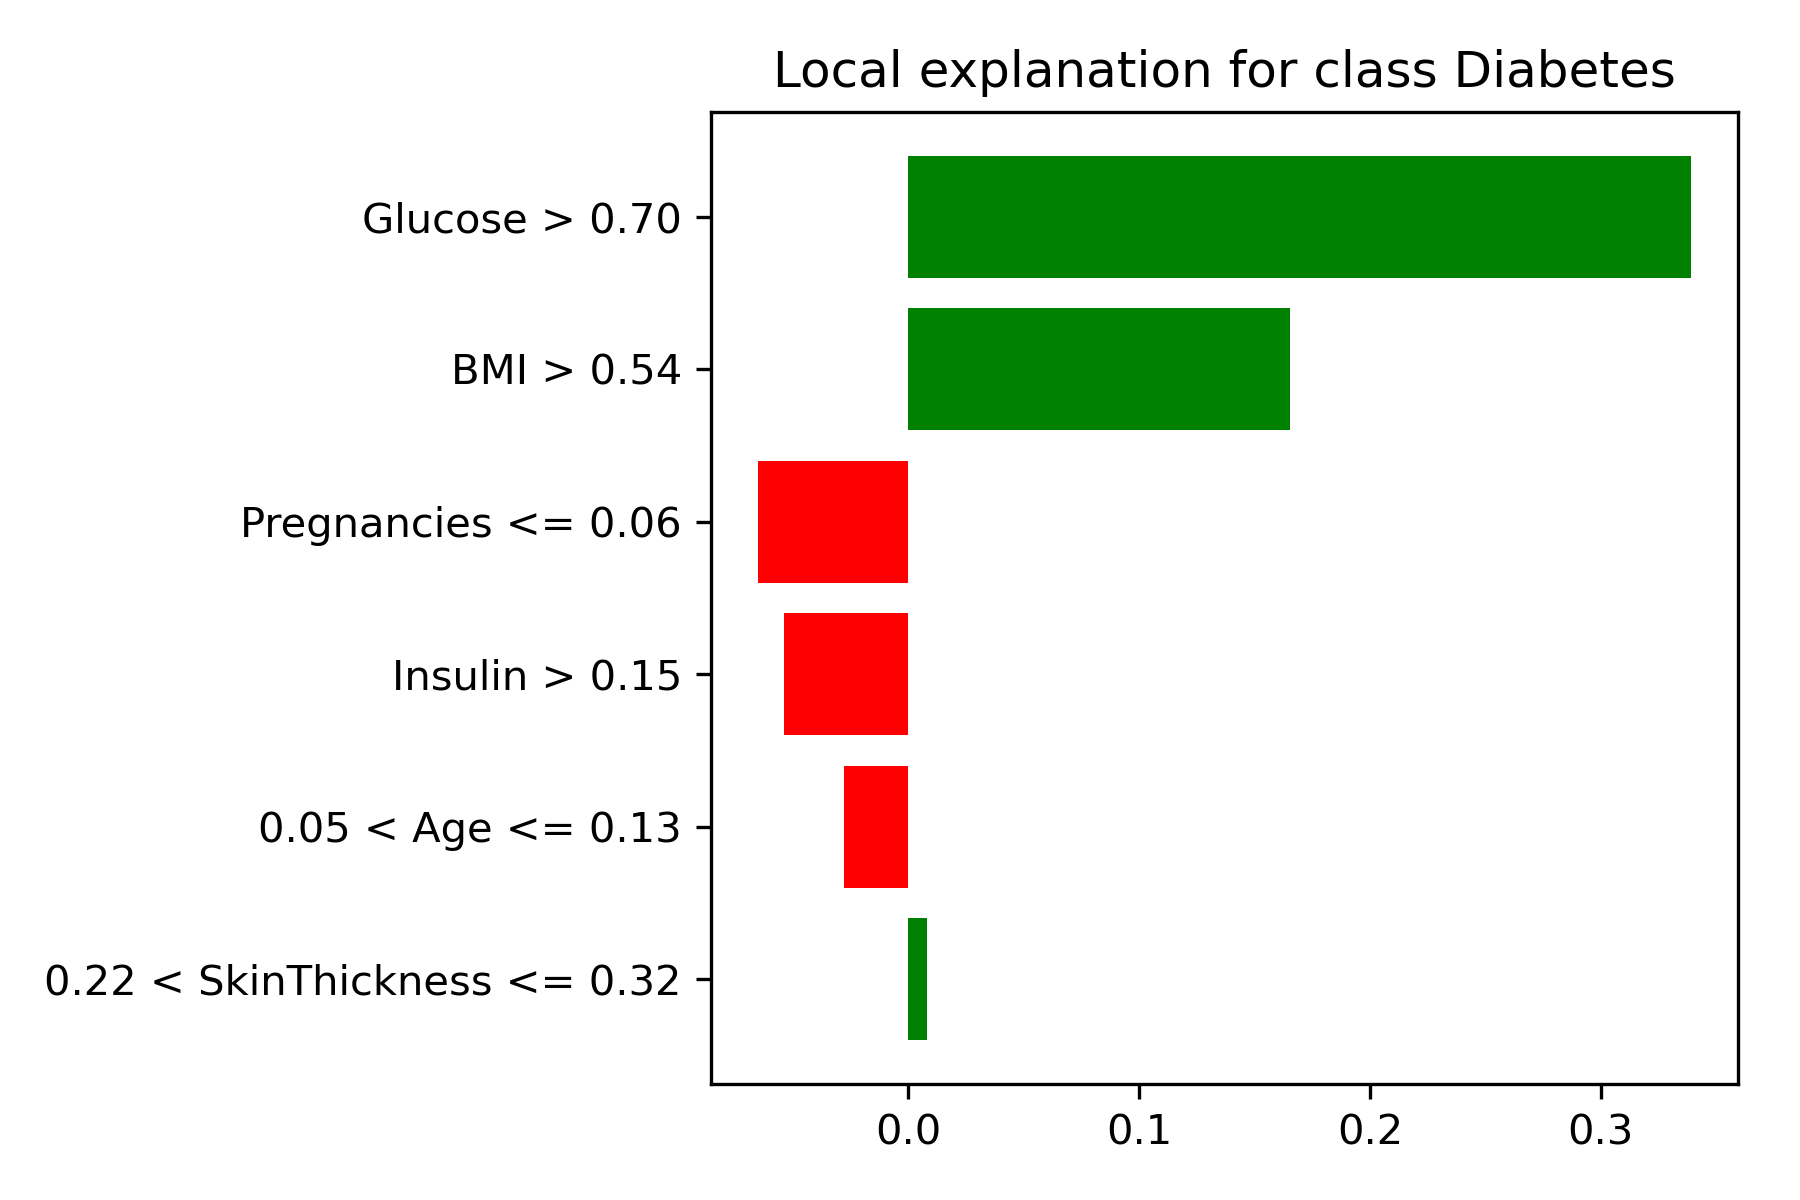 Local explanation for class Diabetes
Glucose > 0.70
BMI > 0.54
Pregnancies <= 0.06
Insulin > 0.15
0.05 < Age <= 0.13
0.22 < SkinThickness <= 0.32
0.0 0.1 0.2 0.3